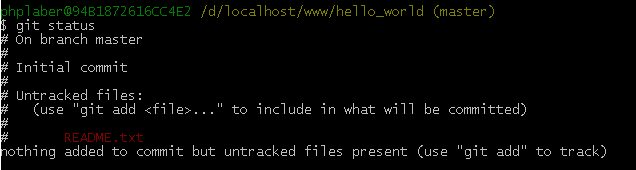 phplaber@94B1872616CC4E2 /d/localhost/www/hello_world (master)
$ git status
# On branch master
#
# Initial commit
#
# Untracked files:
#   (use "git add <file>..." to include in what will be committed)
#
#       README.txt
nothing added to commit but untracked files present (use "git add" to track)